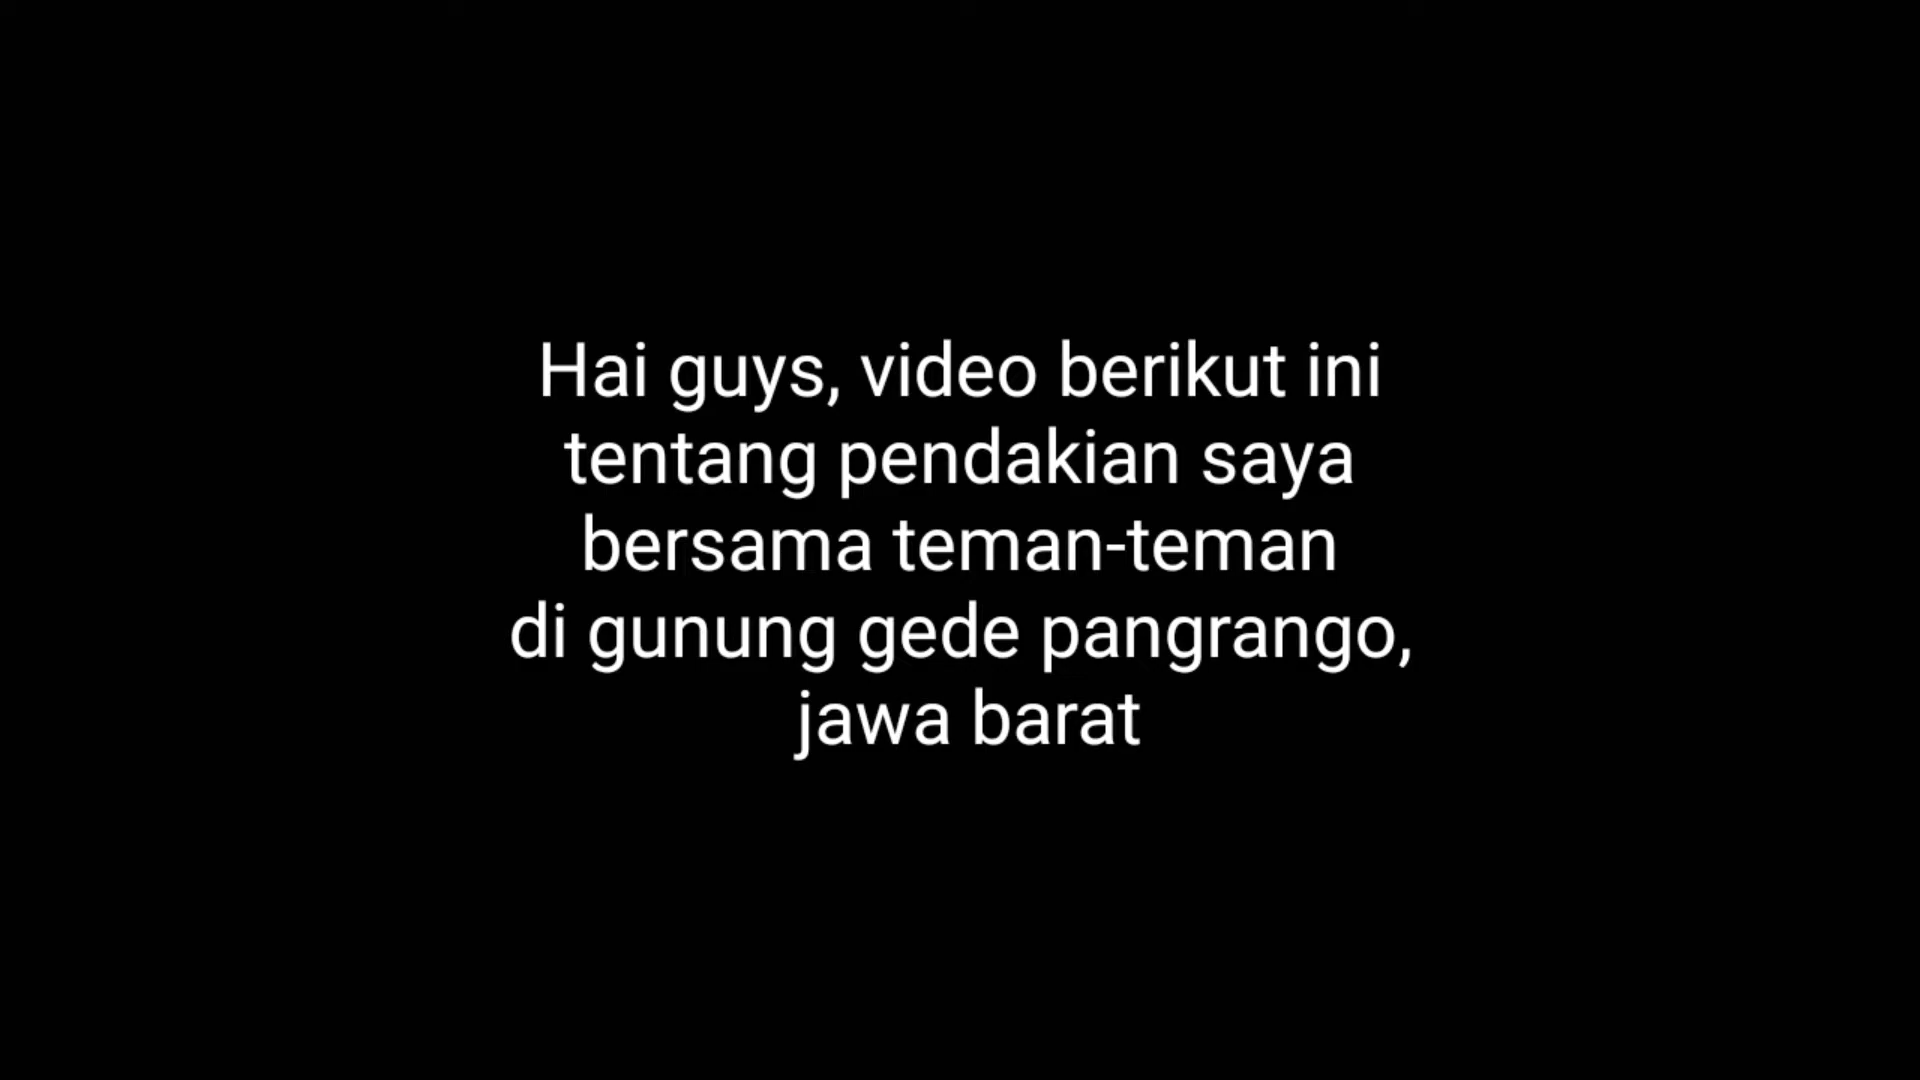 Hai guys, video berikut ini
tentang pendakian saya
bersama teman-teman
di gunung gede pangrango,
jawa barat